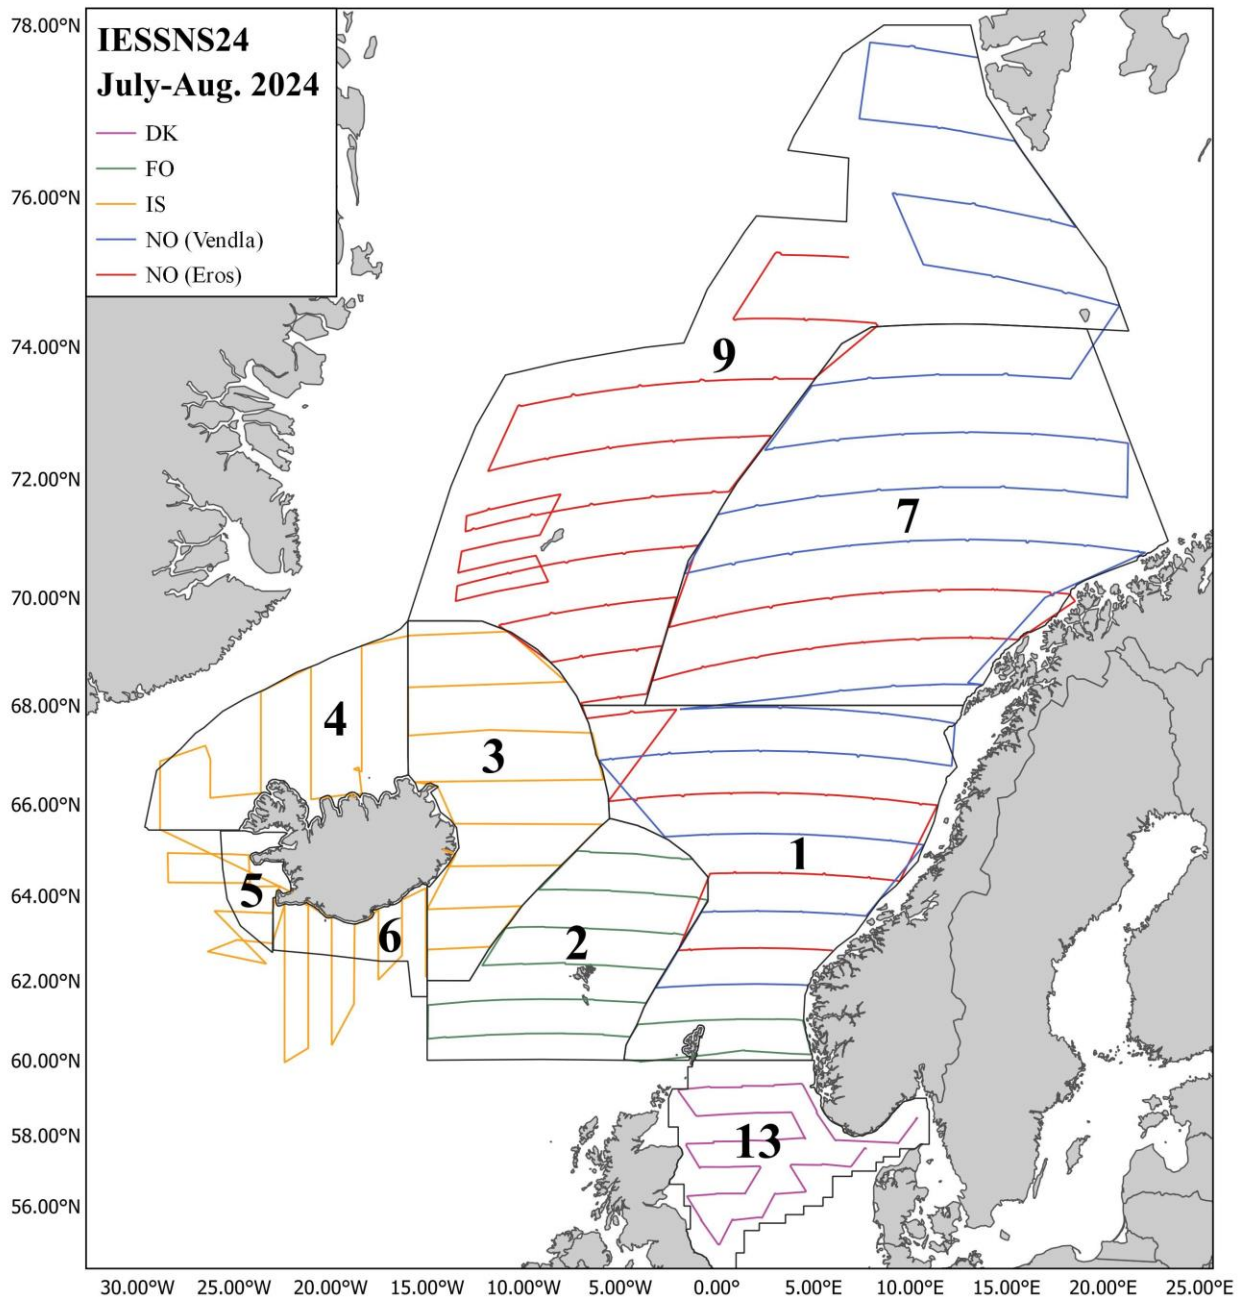 IESSNS24
July-Aug. 2024
DK
FO
IS
NO (Vendla)
NO (Eros)
78.00°N
76.00°N
74.00°N
72.00°N
70.00°N
68.00°N
66.00°N
64.00°N
62.00°N
60.00°N
58.00°N
56.00°N
9
7
4
3
1
5
6
2
13
30.00°W 25.00°W 20.00°W 15.00°W 10.00°W 5.00°W 0.00° 5.00°E 10.00°E 15.00°E 20.00°E 25.00°E